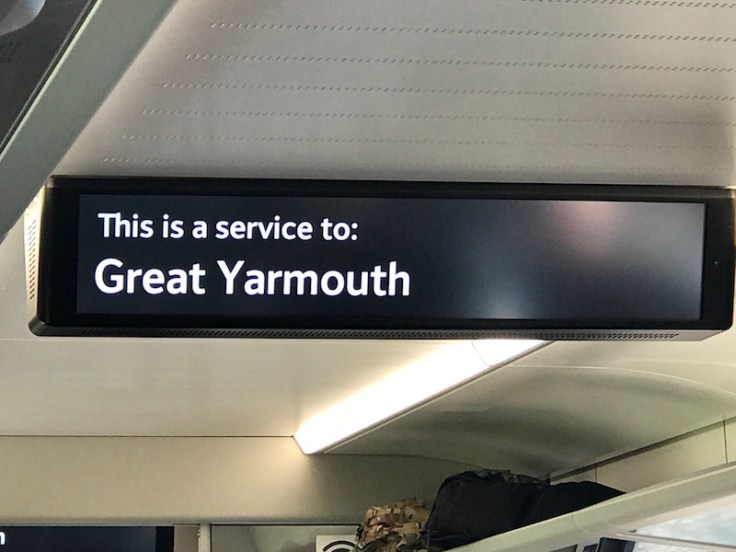 This is a service to:
Great Yarmouth